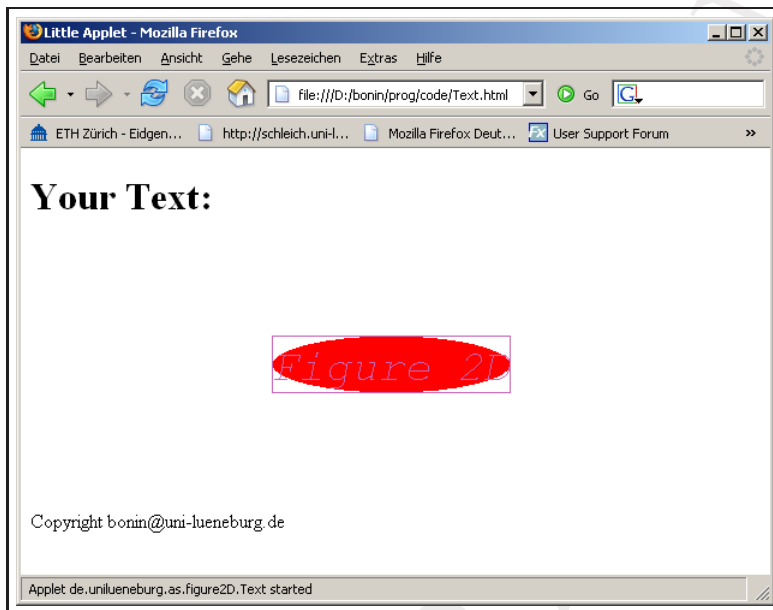 Little Applet - Mozilla Firefox
Datei Bearbeiten Ansicht Gehe Lesezeichen Extras Hilfe
file:///D:/bonin/prog/code/Text.html Go G
ETH Zürich - Eidgen... http://schleich.uni-l... Mozilla Firefox Deut... FX User Support Forum »
Your Text:
Figure 2D
Copyright bonin@uni-lueneburg.de
Applet de.unilueneburg.as.figure2D.Text started